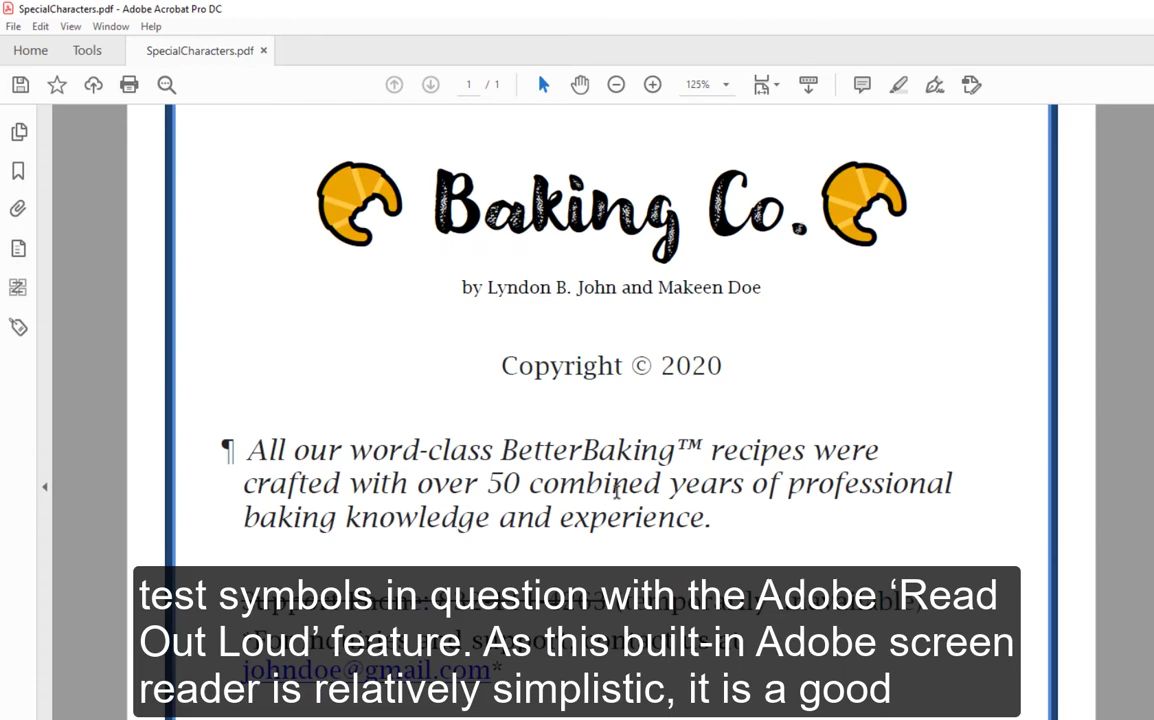 SpecialCharacters.pdf - Adobe Acrobat Pro DC
File Edit View Window Help
Home Tools SpecialCharacters.pdf ×
1 / 1 125%
Baking Co.
by Lyndon B. John and Makeen Doe
Copyright © 2020
¶ All our word-class BetterBaking™ recipes were
crafted with over 50 combined years of professional
baking knowledge and experience.
johndoe@gmail.com*
test symbols in question with the Adobe ‘Read
Out Loud’ feature. As this built-in Adobe screen
reader is relatively simplistic, it is a good